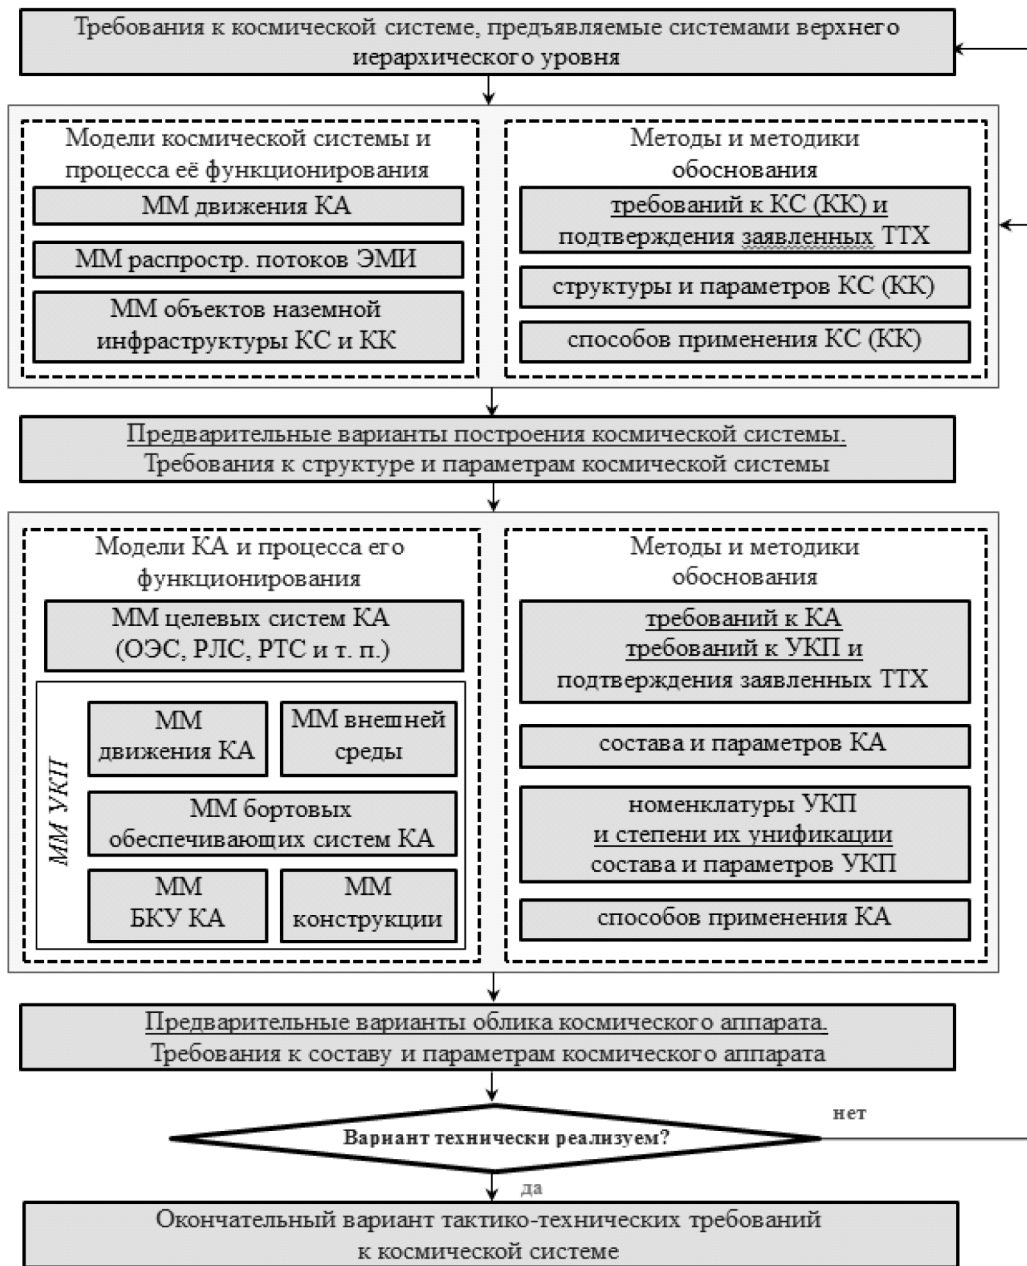 Требования к космической системе, предъявляемые системами верхнего
иерархического уровня
Модели космической системы и
процесса её функционирования
ММ движения КА
ММ распростр. потоков ЭМИ
ММ объектов наземной
инфраструктуры КС и КК
Методы и методики
обоснования
требований к КС (КК) и
подтверждения заявленных ТТХ
структуры и параметров КС (КК)
способов применения КС (КК)
Предварительные варианты построения космической системы.
Требования к структуре и параметрам космической системы
Модели КА и процесса его
функционирования
ММ целевых систем КА
(ОЭС, РЛС, РТС и т. п.)
ММ УКП
ММ
движения КА
ММ внешней
среды
ММ бортовых
обеспечивающих систем КА
ММ
БКУ КА
ММ
конструкции
Методы и методики
обоснования
требований к КА
требований к УКП и
подтверждения заявленных ТТХ
состава и параметров КА
номенклатуры УКП
и степени их унификации
состава и параметров УКП
способов применения КА
Предварительные варианты облика космического аппарата.
Требования к составу и параметрам космического аппарата
Вариант технически реализуем?
нет
да
Окончательный вариант тактико-технических требований
к космической системе